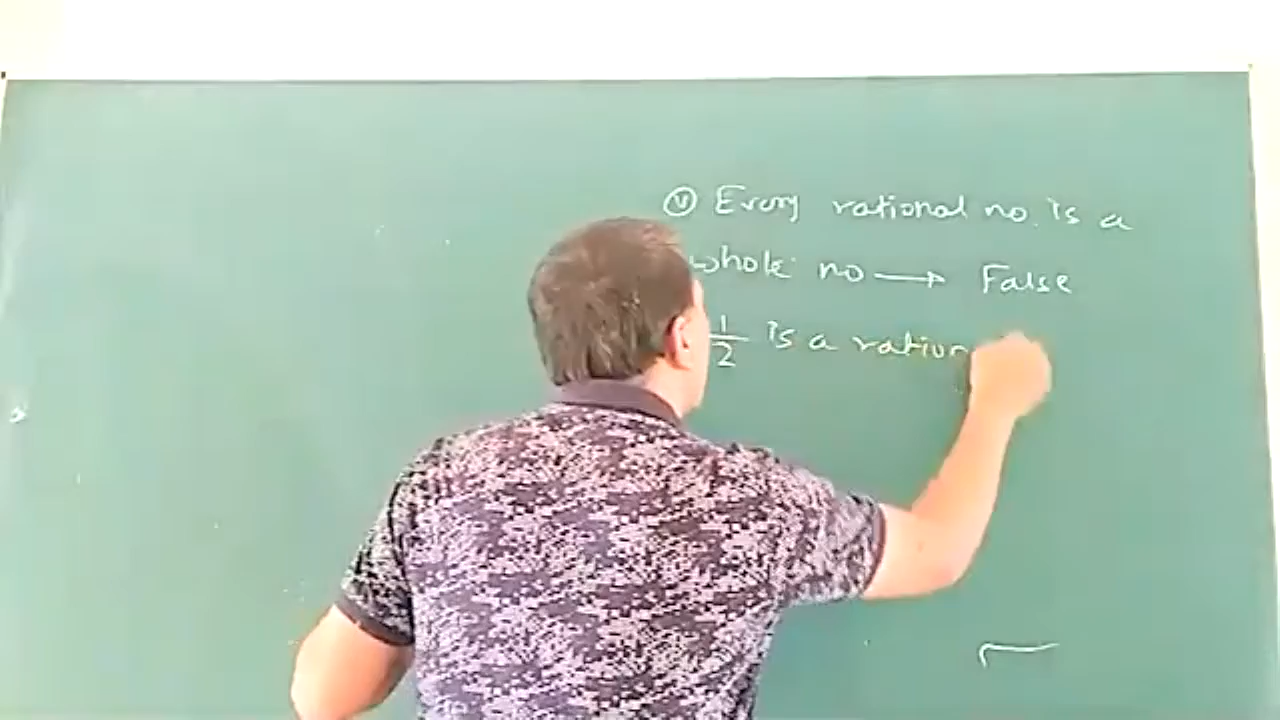 ⓥ Every rational no. is a
whole no → False
1/2 is a ration